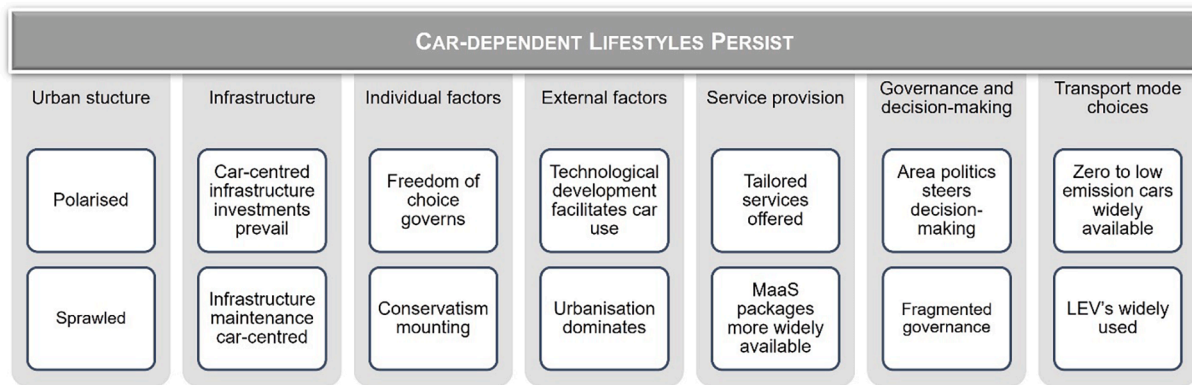 CAR-DEPENDENT LIFESTYLES PERSIST
Urban stucture
Polarised
Sprawled
Infrastructure
Car-centred
infrastructure
investments
prevail
Infrastructure
maintenance
car-centred
Individual factors
Freedom of
choice
governs
Conservatism
mounting
External factors
Technological
development
facilitates car
use
Urbanisation
dominates
Service provision
Tailored
services
offered
MaaS
packages
more widely
available
Governance and
decision-making
Area politics
steers
decision-
making
Fragmented
governance
Transport mode
choices
Zero to low
emission cars
widely
available
LEV's widely
used